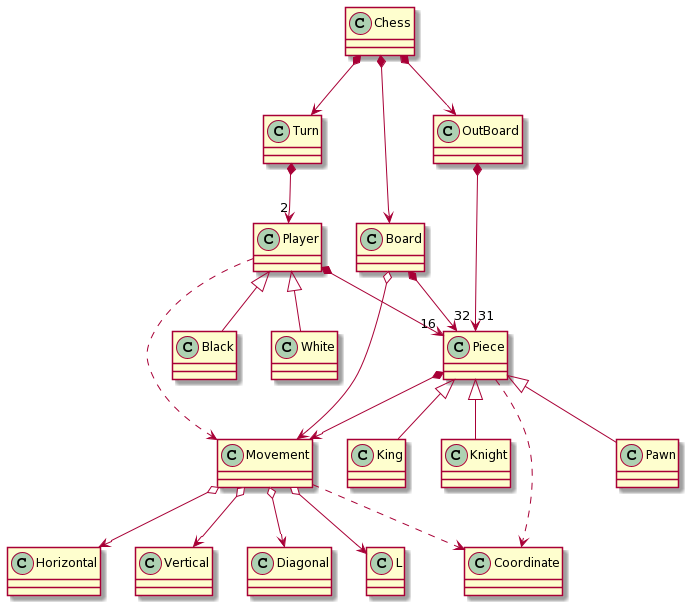 C Chess
C Turn
C OutBoard
2
C Player
C Board
16
32
31
C Black
C White
C Piece
C Movement
C King
C Knight
C Pawn
C Horizontal
C Vertical
C Diagonal
C L
C Coordinate